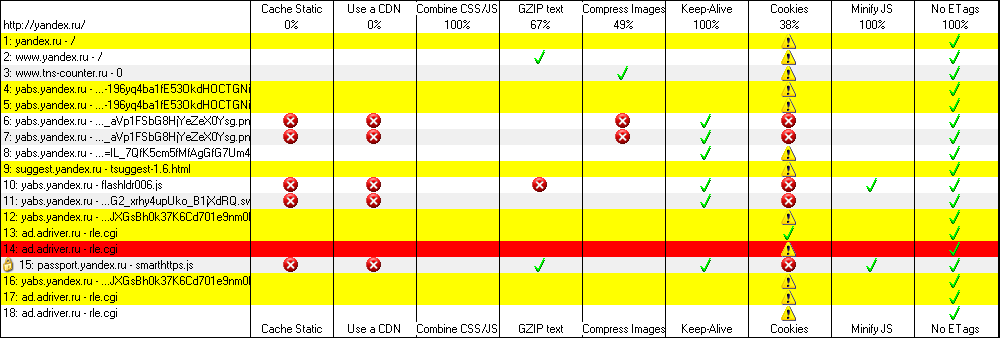 Cache Static Use a CDN Combine CSS/JS GZIP text Compress Images Keep-Alive Cookies Minify JS No ETags
http://yandex.ru/ 0% 0% 100% 67% 49% 100% 38% 100% 100%
1: yandex.ru - /
2: www.yandex.ru - /
3: www.tns-counter.ru - 0
4: yabs.yandex.ru - ...-196yq4ba1fE53OkdHOCTGNi
5: yabs.yandex.ru - ...-196yq4ba1fE53OkdHOCTGNi
6: yabs.yandex.ru - ..._aVp1FSbG8HjYeZeX0Ysg.pn
7: yabs.yandex.ru - ..._aVp1FSbG8HjYeZeX0Ysg.pn
8: yabs.yandex.ru - ...=IL_7QfK5cm5fMfAgGfG7Um4
9: suggest.yandex.ru - tsuggest-1.6.html
10: yabs.yandex.ru - flashldr006.js
11: yabs.yandex.ru - ...G2_xrhy4upUko_B1jXdRQ.sw
12: yabs.yandex.ru - ...JXGsBh0k37K6Cd701e9nm0l
13: ad.adriver.ru - rle.cgi
14: ad.adriver.ru - rle.cgi
15: passport.yandex.ru - smarthttps.js
16: yabs.yandex.ru - ...JXGsBh0k37K6Cd701e9nm0l
17: ad.adriver.ru - rle.cgi
18: ad.adriver.ru - rle.cgi
Cache Static Use a CDN Combine CSS/JS GZIP text Compress Images Keep-Alive Cookies Minify JS No ETags